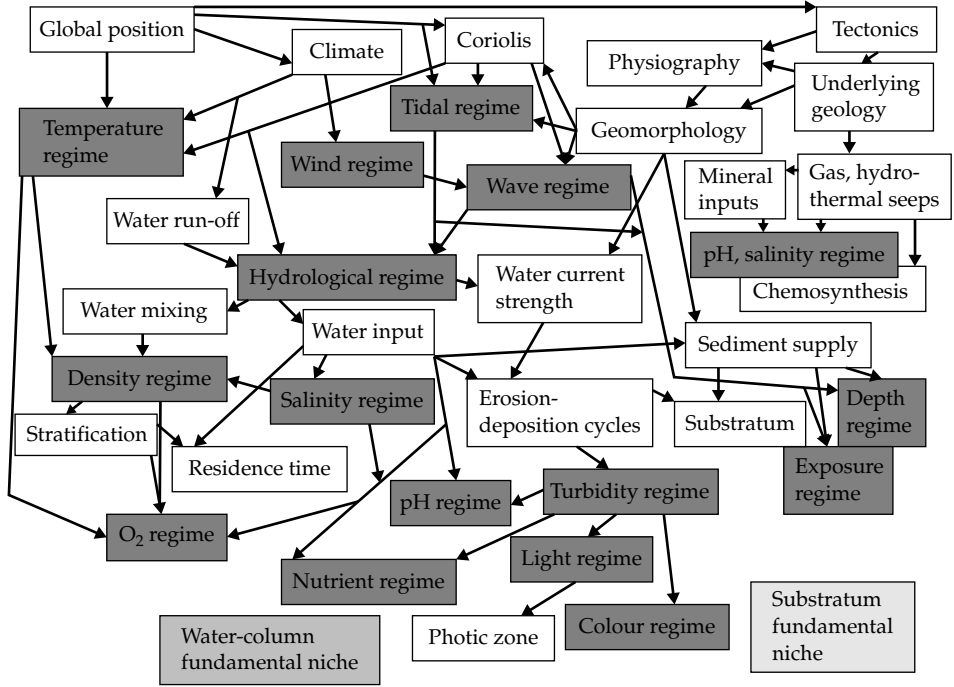 Global position
Climate
Coriolis
Tectonics
Physiography
Underlying
geology
Temperature
regime
Tidal regime
Geomorphology
Wind regime
Wave regime
Mineral
inputs
Gas, hydro-
thermal seeps
Water run-off
pH, salinity regime
Chemosynthesis
Hydrological regime
Water current
strength
Water mixing
Water input
Sediment supply
Density regime
Salinity regime
Erosion-
deposition cycles
Substratum
Depth
regime
Stratification
Residence time
Exposure
regime
pH regime
Turbidity regime
O₂ regime
Nutrient regime
Light regime
Photic zone
Colour regime
Water-column
fundamental niche
Substratum
fundamental
niche